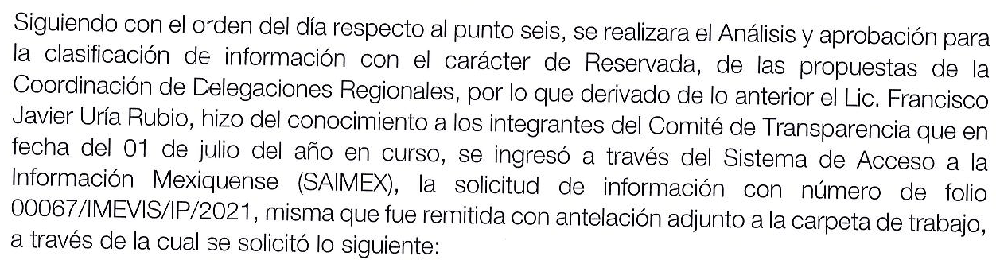 Siguiendo con el orden del día respecto al punto seis, se realizara el Análisis y aprobación para
la clasificación de información con el carácter de Reservada, de las propuestas de la
Coordinación de Delegaciones Regionales, por lo que derivado de lo anterior el Lic. Francisco
Javier Uría Rubio, hizo del conocimiento a los integrantes del Comité de Transparencia que en
fecha del 01 de julio del año en curso, se ingresó a través del Sistema de Acceso a la
Información Mexiquense (SAIMEX), la solicitud de información con número de folio
00067/IMEVIS/IP/2021, misma que fue remitida con antelación adjunto a la carpeta de trabajo,
a través de la cual se solicitó lo siguiente: